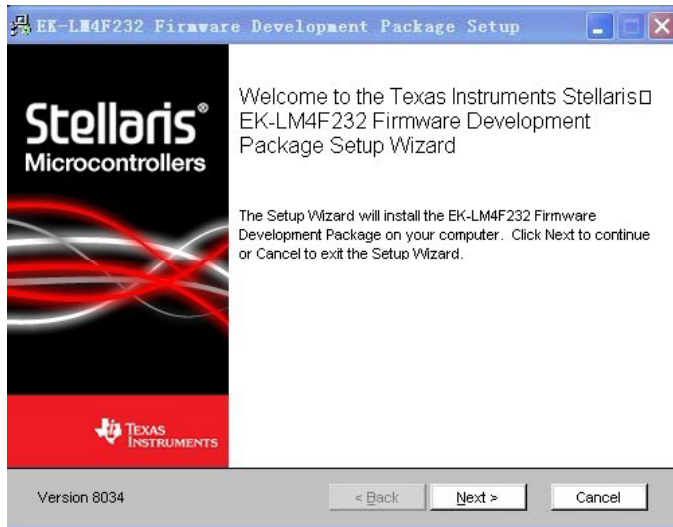 EK-LM4F232 Firmware Development Package Setup
Stellaris®
Microcontrollers
Welcome to the Texas Instruments Stellaris□
EK-LM4F232 Firmware Development
Package Setup Wizard
The Setup Wizard will install the EK-LM4F232 Firmware
Development Package on your computer. Click Next to continue
or Cancel to exit the Setup Wizard.
TEXAS
INSTRUMENTS
Version 8034
< Back
Next >
Cancel